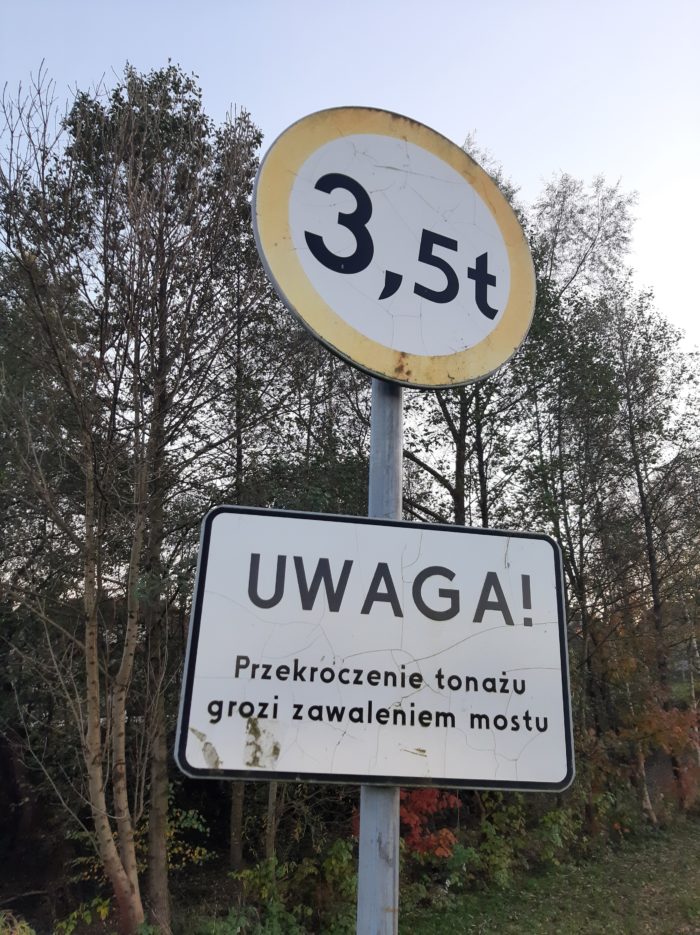 3,5t
UWAGA!
Przekroczenie tonażu
grozi zawaleniem mostu